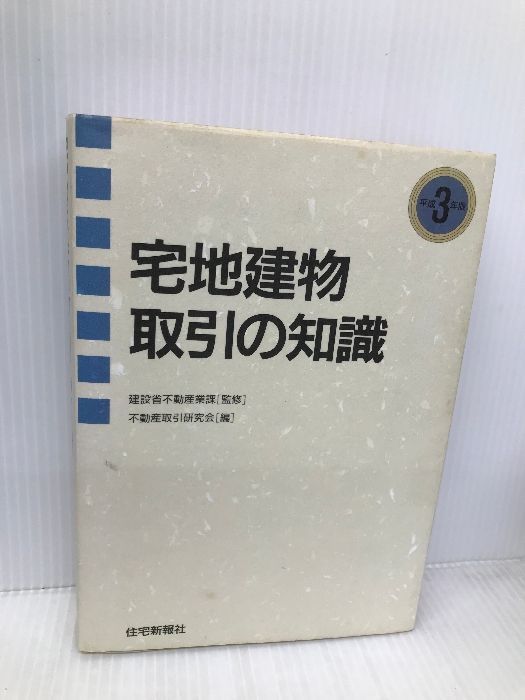 平成3年版
宅地建物
取引の知識
建設省不動産業課[監修]
不動産取引研究会[編]
住宅新報社